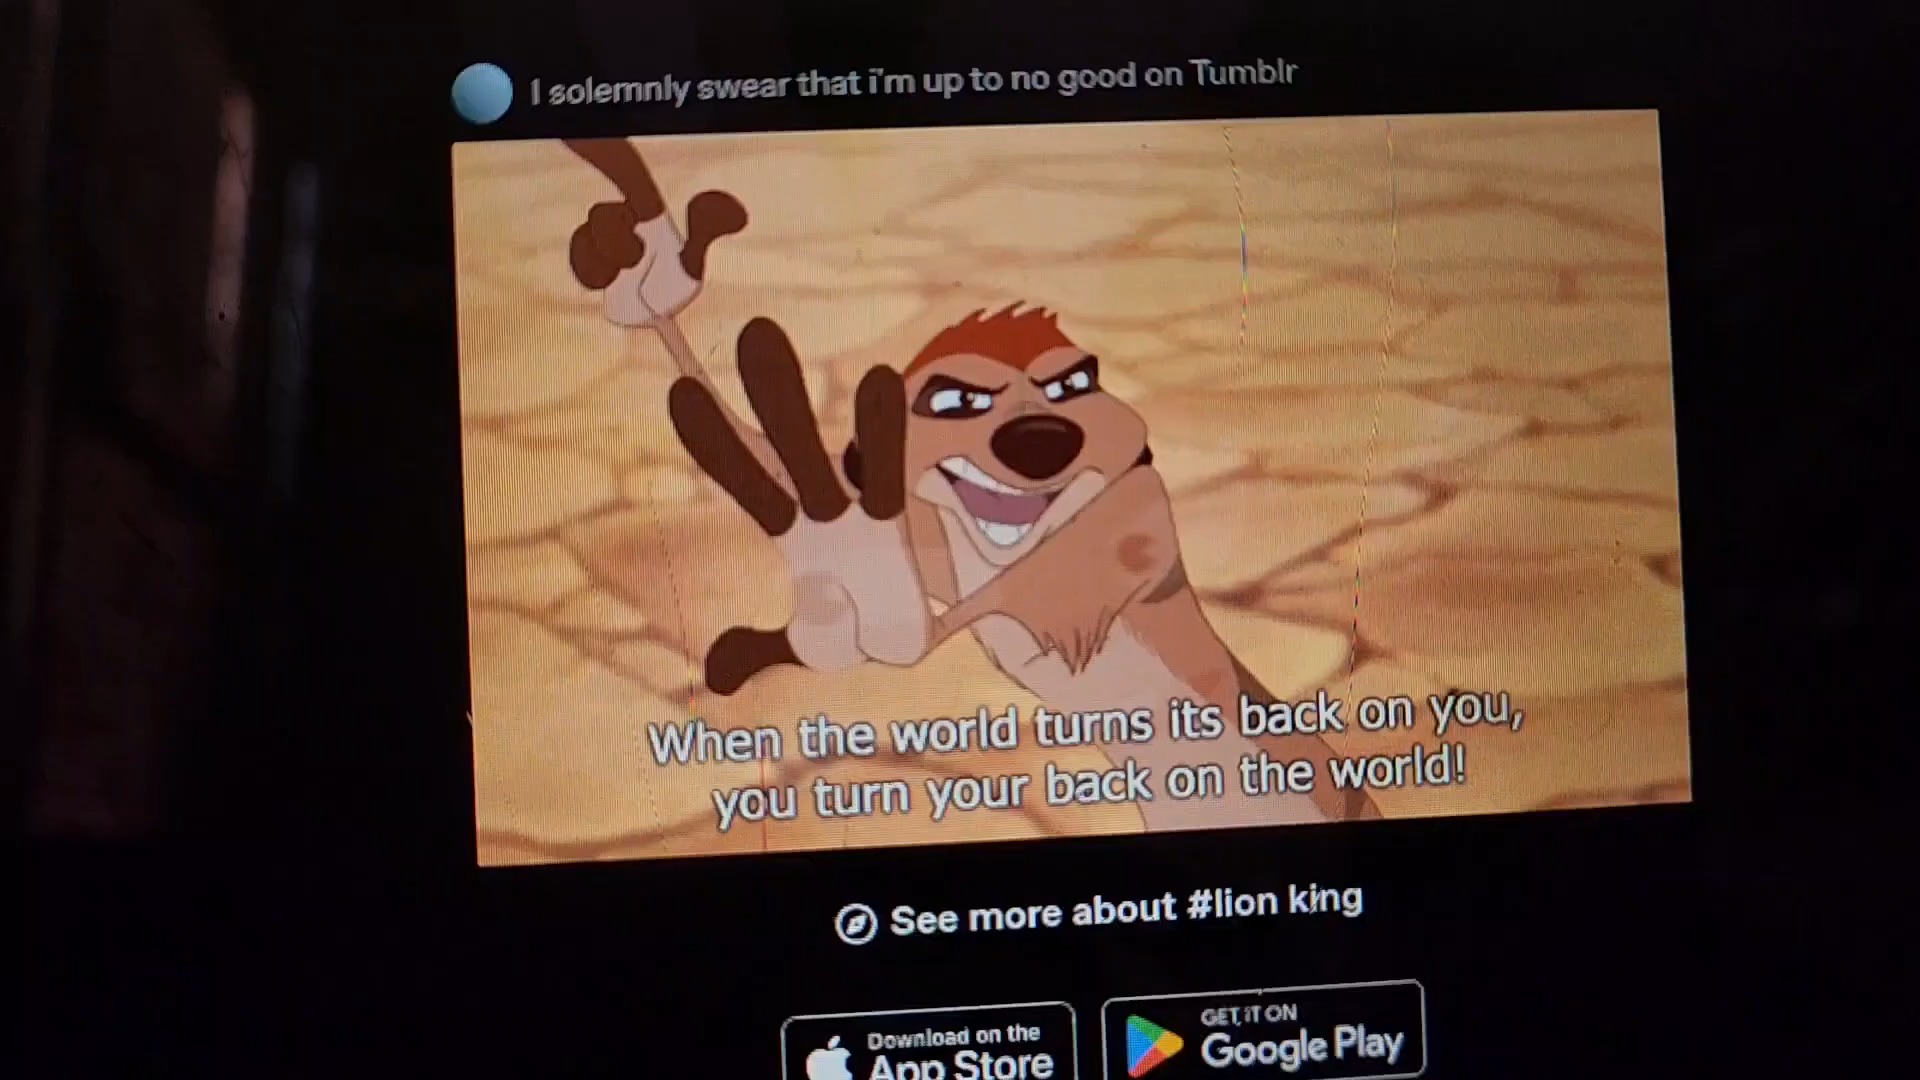 I solemnly swear that i'm up to no good on Tumblr
When the world turns its back on you,
you turn your back on the world!
See more about #lion king
Download on the
App Store
GET IT ON
Google Play